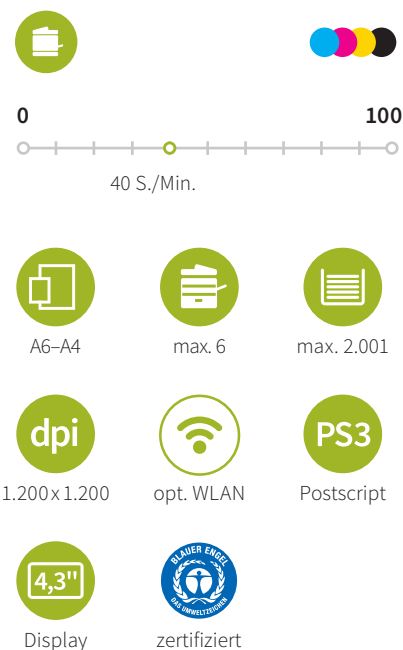 0 100
40 S./Min.
A6–A4 max. 6 max. 2.001
dpi PS3
1.200 x 1.200 opt. WLAN Postscript
4,3" BLAUER ENGEL
DAS UMWELTZEICHEN
Display zertifiziert